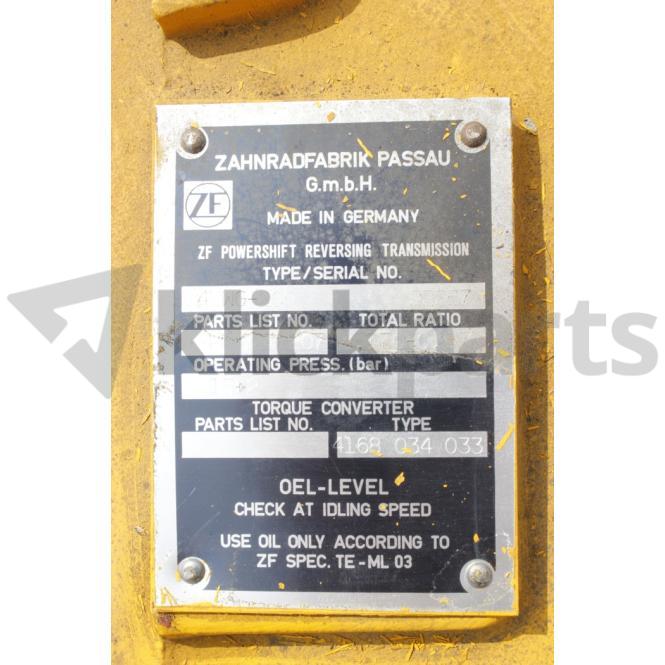 ZAHNRADFABRIK PASSAU
G.m.b.H.
ZF
MADE IN GERMANY
ZF POWERSHIFT REVERSING TRANSMISSION
TYPE/SERIAL NO.
PARTS LIST NO. TOTAL RATIO
klickparts
OPERATING PRESS. (bar)
TORQUE CONVERTER
PARTS LIST NO. TYPE
4168 034 033
OEL-LEVEL
CHECK AT IDLING SPEED
USE OIL ONLY ACCORDING TO
ZF SPEC. TE-ML 03